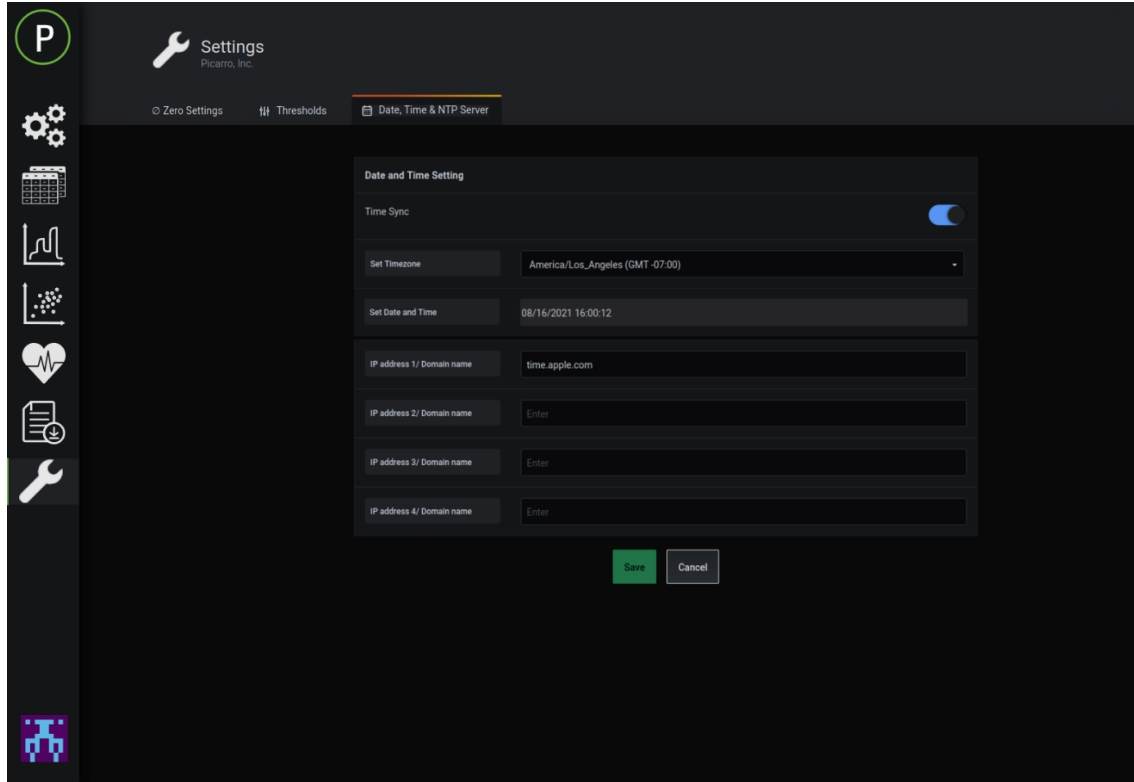 P
Settings
Picarro, Inc.
Zero Settings
Thresholds
Date, Time & NTP Server
Date and Time Setting
Time Sync
Set Timezone
America/Los_Angeles (GMT -07:00)
Set Date and Time
08/16/2021 16:00:12
IP address 1/ Domain name
time.apple.com
IP address 2/ Domain name
Enter
IP address 3/ Domain name
Enter
IP address 4/ Domain name
Enter
Save
Cancel